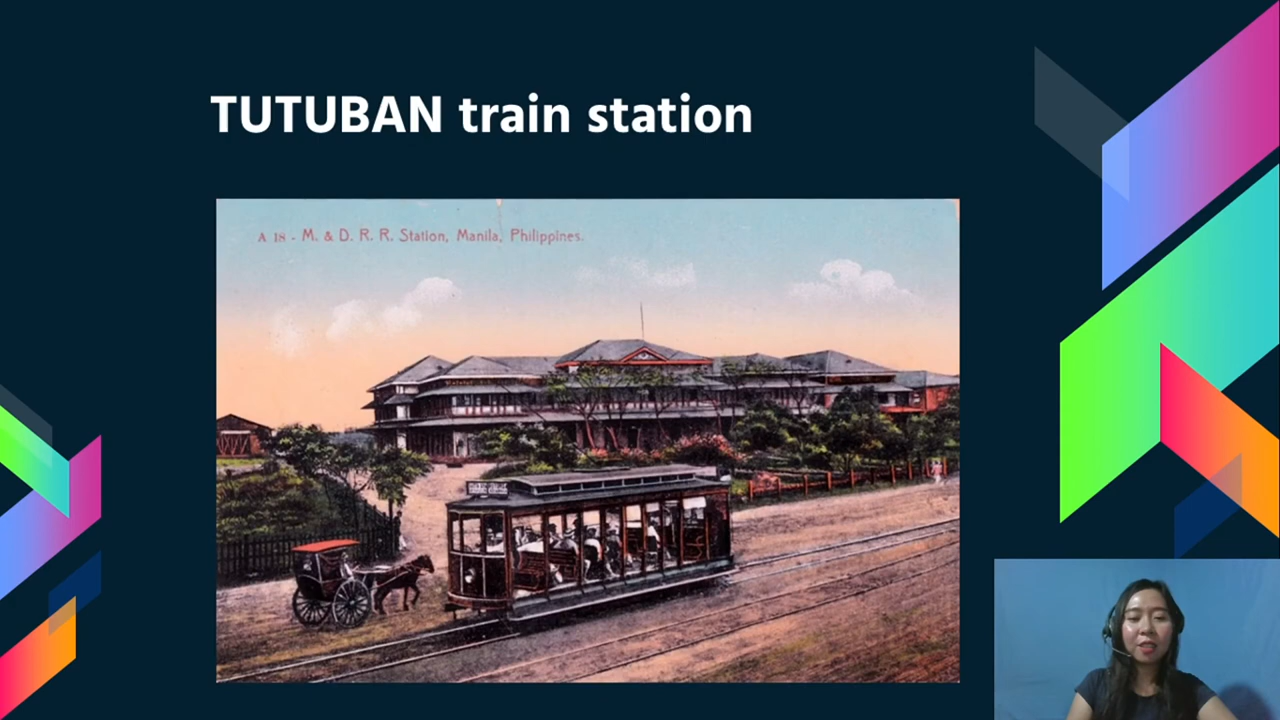 TUTUBAN train station
A 18 - M. & D. R. R. Station, Manila, Philippines.